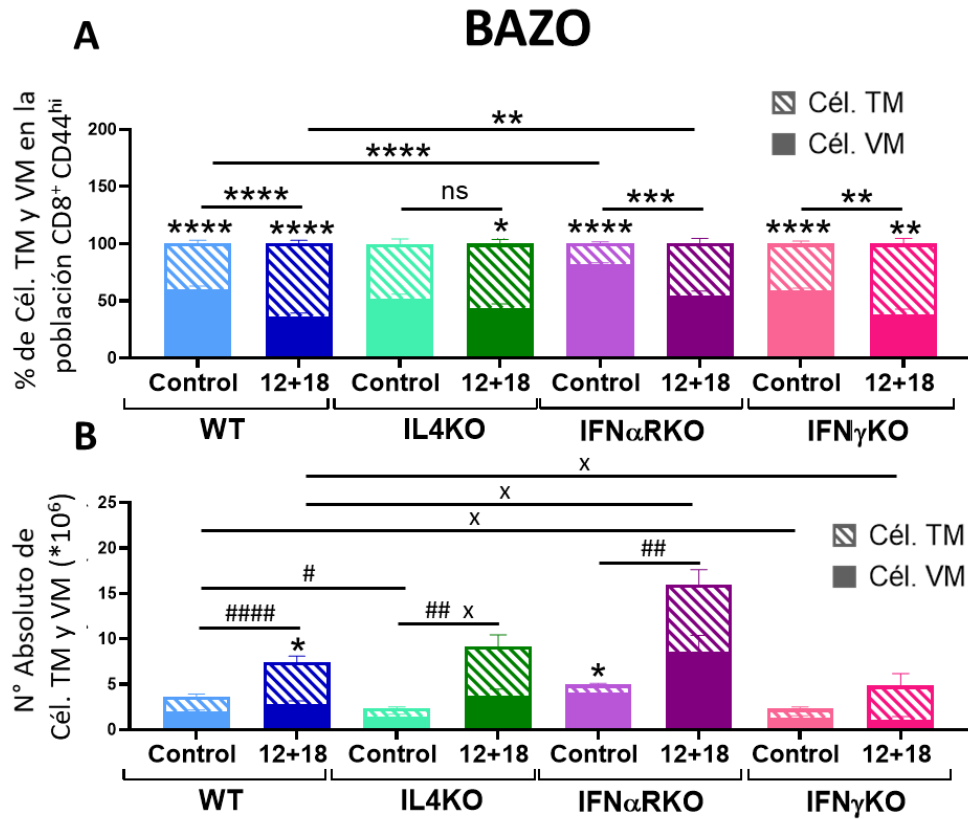 BAZO
A
% de Cél. TM y VM en la
población CD8+ CD44hi
Cél. TM
Cél. VM
200
**
****
150
****
ns
***
**
**** **** * **** **** **
100
50
0
Control 12+18 Control 12+18 Control 12+18 Control 12+18
WT IL4KO IFNαRKO IFNγKO
B
N° Absoluto de
Cél. TM y VM (*10⁶)
x
x
x
Cél. TM
Cél. VM
25
20
##
#
15
####
## x
10
*
*
5
0
Control 12+18 Control 12+18 Control 12+18 Control 12+18
WT IL4KO IFNαRKO IFNγKO